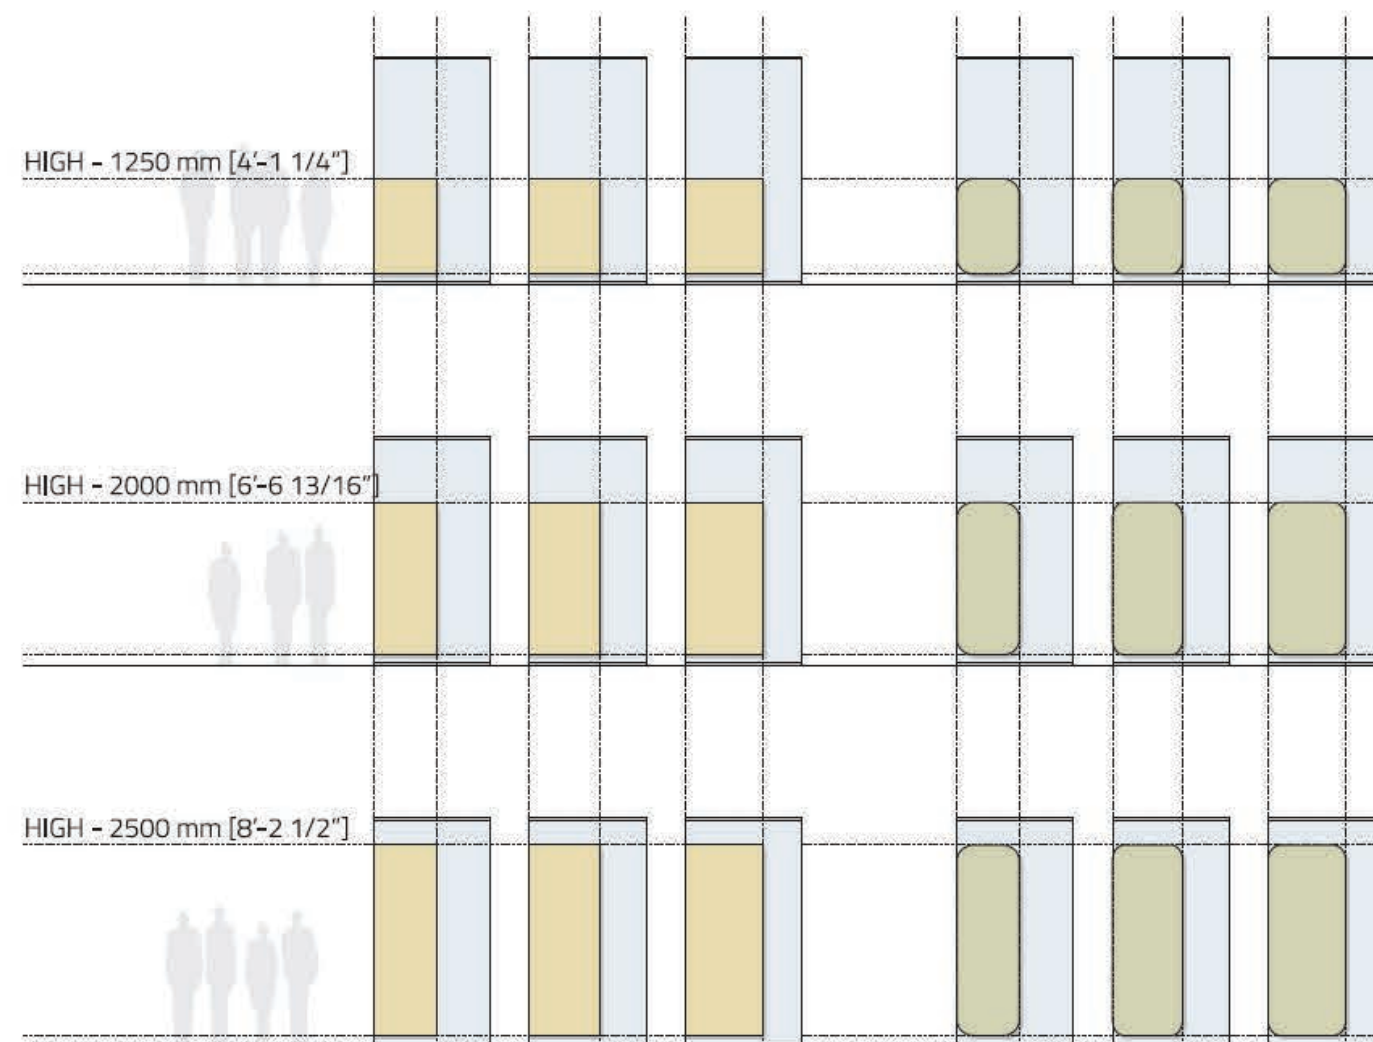 HIGH - 1250 mm [4'-1 1/4"]
HIGH - 2000 mm [6'-6 13/16"]
HIGH - 2500 mm [8'-2 1/2"]